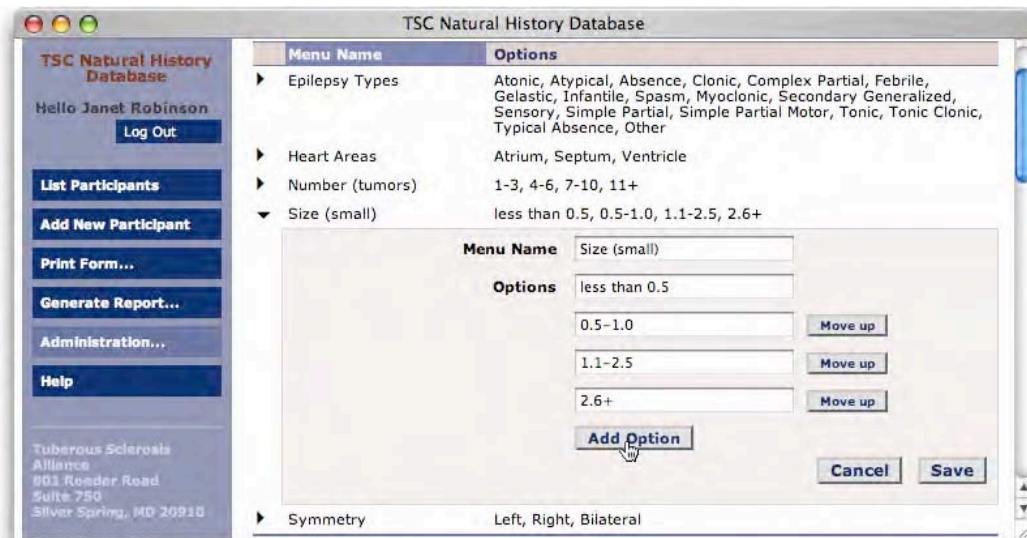 TSC Natural History Database
TSC Natural History
Database
Hello Janet Robinson
Log Out
List Participants
Add New Participant
Print Form...
Generate Report...
Administration...
Help
Tuberous Sclerosis
Alliance
801 Roeder Road
Suite 750
Silver Spring, MD 20910
Menu Name Options
Epilepsy Types Atonic, Atypical, Absence, Clonic, Complex Partial, Febrile,
Gelastic, Infantile, Spasm, Myoclonic, Secondary Generalized,
Sensory, Simple Partial, Simple Partial Motor, Tonic, Tonic Clonic,
Typical Absence, Other
Heart Areas Atrium, Septum, Ventricle
Number (tumors) 1-3, 4-6, 7-10, 11+
Size (small) less than 0.5, 0.5-1.0, 1.1-2.5, 2.6+
Menu Name Size (small)
Options less than 0.5
0.5-1.0 Move up
1.1-2.5 Move up
2.6+ Move up
Add Option
Cancel Save
Symmetry Left, Right, Bilateral